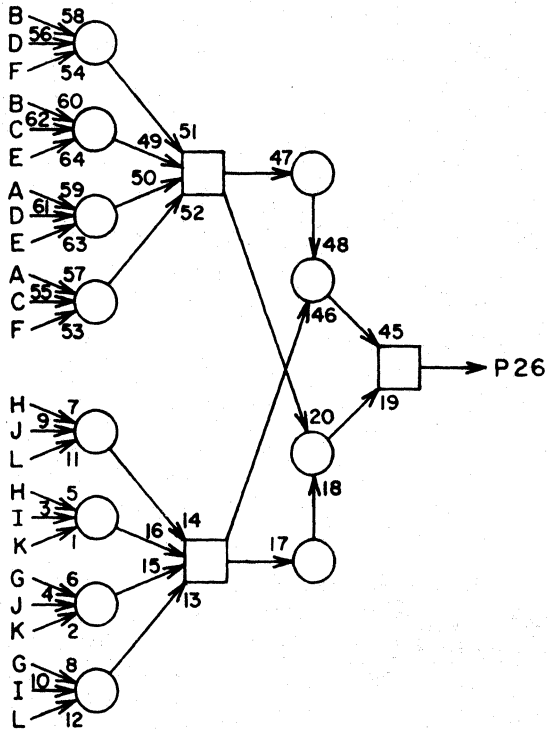 B 58
D 56
F 54
B 60
C 62
E 64
A 59
D 61
E 63
A 57
C 55
F 53
49 51
50 52
47
48
46
45
19
P26
20
18
17
H 7
J 9
L 11
H 5
I 3
K 1
G 6
J 4
K 2
G 8
I 10
L 12
16 14
15 13